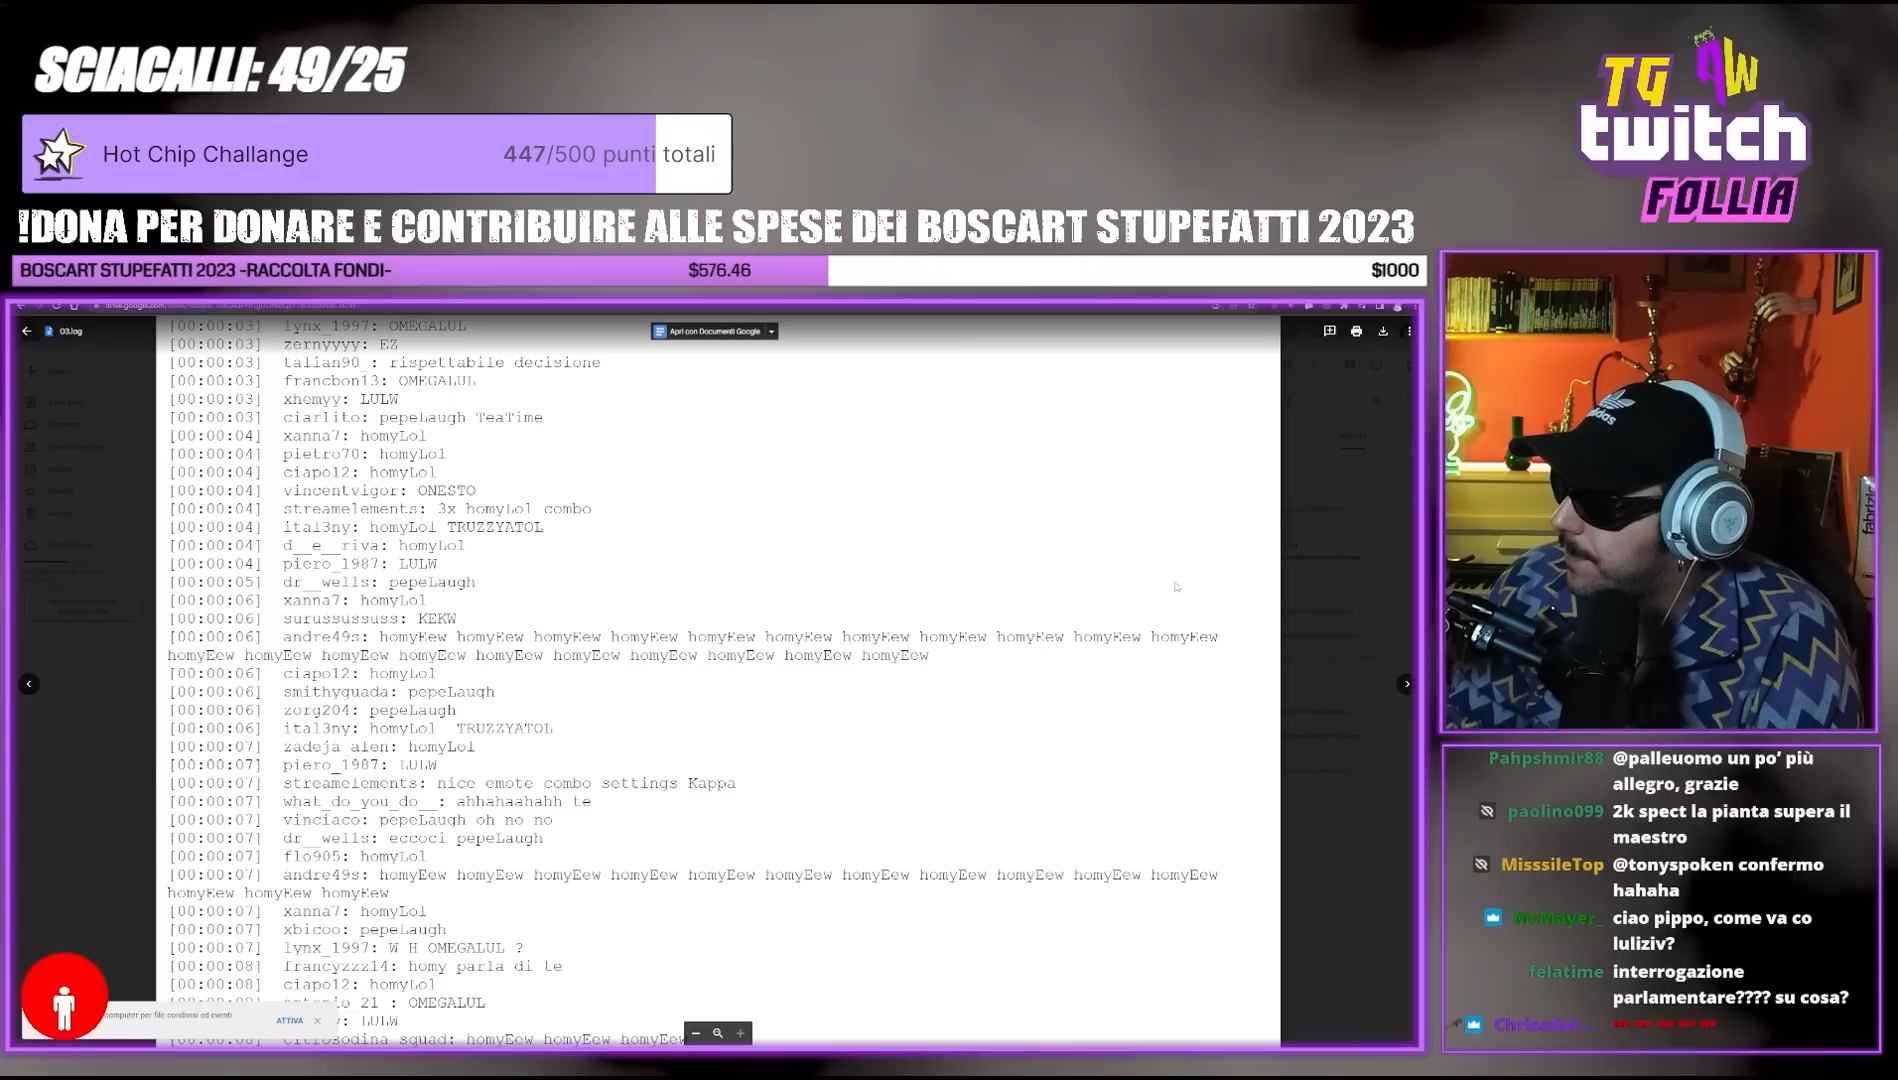 SCIACALLI: 49/25
Hot Chip Challange
447/500 punti totali
!DONA PER DONARE E CONTRIBUIRE ALLE SPESE DEI BOSCART STUPEFATTI 2023
BOSCART STUPEFATTI 2023 -RACCOLTA FONDI-
$576.46
$1000
TG AW
twitch
FOLLIA
03.log
Apri con Documenti Google
[00:00:03] lynx_1997: OMEGALUL
[00:00:03] zernyyyy: EZ
[00:00:03] talian90_: rispettabile decisione
[00:00:03] francbon13: OMEGALUL
[00:00:03] xhemyy: LULW
[00:00:03] ciarlito: pepeLaugh TeaTime
[00:00:04] xanna7: homyLol
[00:00:04] pietro70: homyLol
[00:00:04] ciapo12: homyLol
[00:00:04] vincentvigor: ONESTO
[00:00:04] streamelements: 3x homyLol combo
[00:00:04] ital3ny: homyLol TRUZZYATOL
[00:00:04] d__e__riva: homyLol
[00:00:04] piero_1987: LULW
[00:00:05] dr__wells: pepeLaugh
[00:00:06] xanna7: homyLol
[00:00:06] surussussuss: KEKW
[00:00:06] andre49s: homyEew homyEew homyEew homyEew homyEew homyEew homyEew homyEew homyEew homyEew homyEew
homyEew homyEew homyEew homyEew homyEew homyEew homyEew homyEew homyEew homyEew
[00:00:06] ciapo12: homyLol
[00:00:06] smithyguada: pepeLaugh
[00:00:06] zorg204: pepeLaugh
[00:00:06] ital3ny: homyLol TRUZZYATOL
[00:00:07] zadeja_alen: homyLol
[00:00:07] piero_1987: LULW
[00:00:07] streamelements: nice emote combo settings Kappa
[00:00:07] what_do_you_do__: ahhahaahahh te
[00:00:07] vinciaco: pepeLaugh oh no no
[00:00:07] dr__wells: eccoci pepeLaugh
[00:00:07] flo905: homyLol
[00:00:07] andre49s: homyEew homyEew homyEew homyEew homyEew homyEew homyEew homyEew homyEew homyEew homyEew
homyEew homyEew homyEew
[00:00:07] xanna7: homyLol
[00:00:07] xbicoo: pepeLaugh
[00:00:07] lynx_1997: W H OMEGALUL ?
[00:00:08] francyzzz14: homy parla di te
[00:00:08] ciapo12: homyLol
21_: OMEGALUL
: LULW
citrosodina_squad: homyEew homyEew homyEew
computer per file condivisi ed eventi
ATTIVA
adidas
fabrizio
Pahpshmir88 @palleuomo un po' più
allegro, grazie
paolino099 2k spect la pianta supera il
maestro
MisssileTop @tonyspoken confermo
hahaha
McMayer_ ciao pippo, come va co
luliziv?
felatime interrogazione
parlamentare???? su cosa?